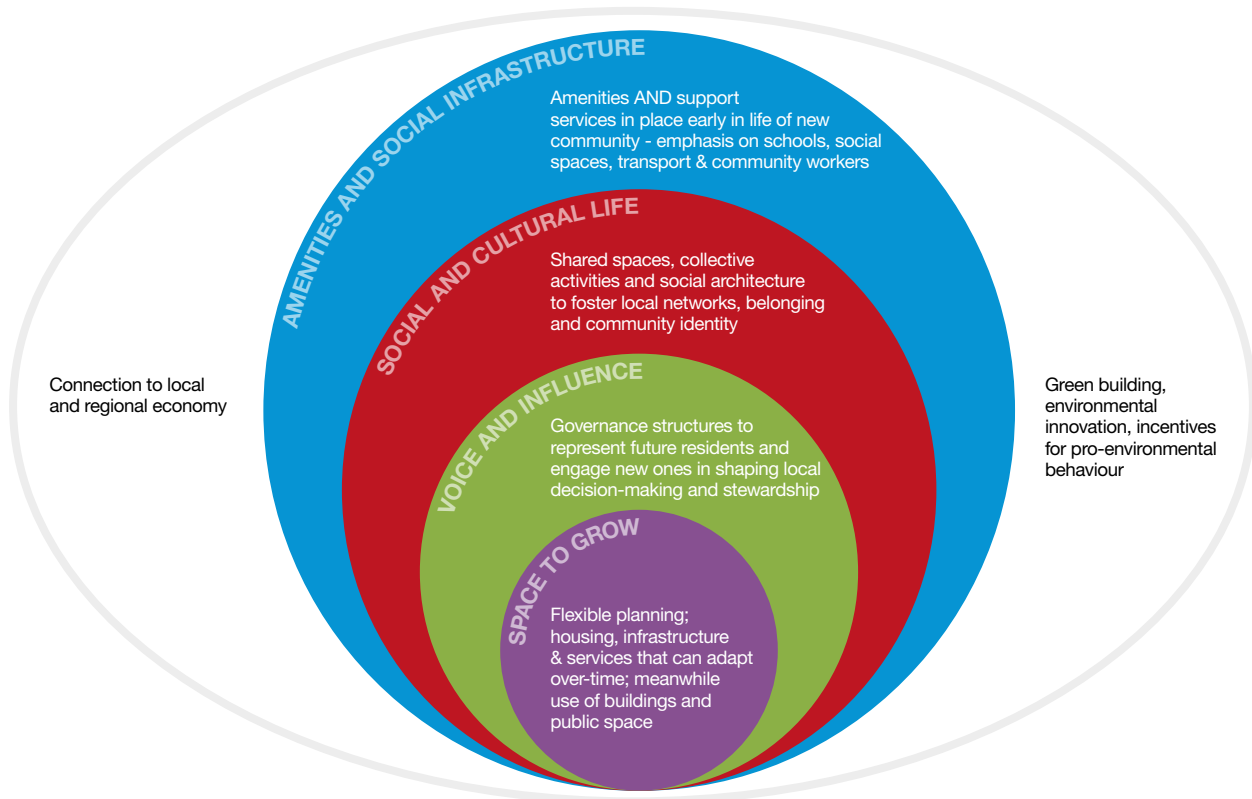 AMENITIES AND SOCIAL INFRASTRUCTURE
Amenities AND support
services in place early in life of new
community - emphasis on schools, social
spaces, transport & community workers
SOCIAL AND CULTURAL LIFE
Shared spaces, collective
activities and social architecture
to foster local networks, belonging
and community identity
VOICE AND INFLUENCE
Governance structures to
represent future residents and
engage new ones in shaping local
decision-making and stewardship
SPACE TO GROW
Flexible planning;
housing, infrastructure
& services that can adapt
over-time; meanwhile
use of buildings and
public space
Connection to local
and regional economy
Green building,
environmental
innovation, incentives
for pro-environmental
behaviour